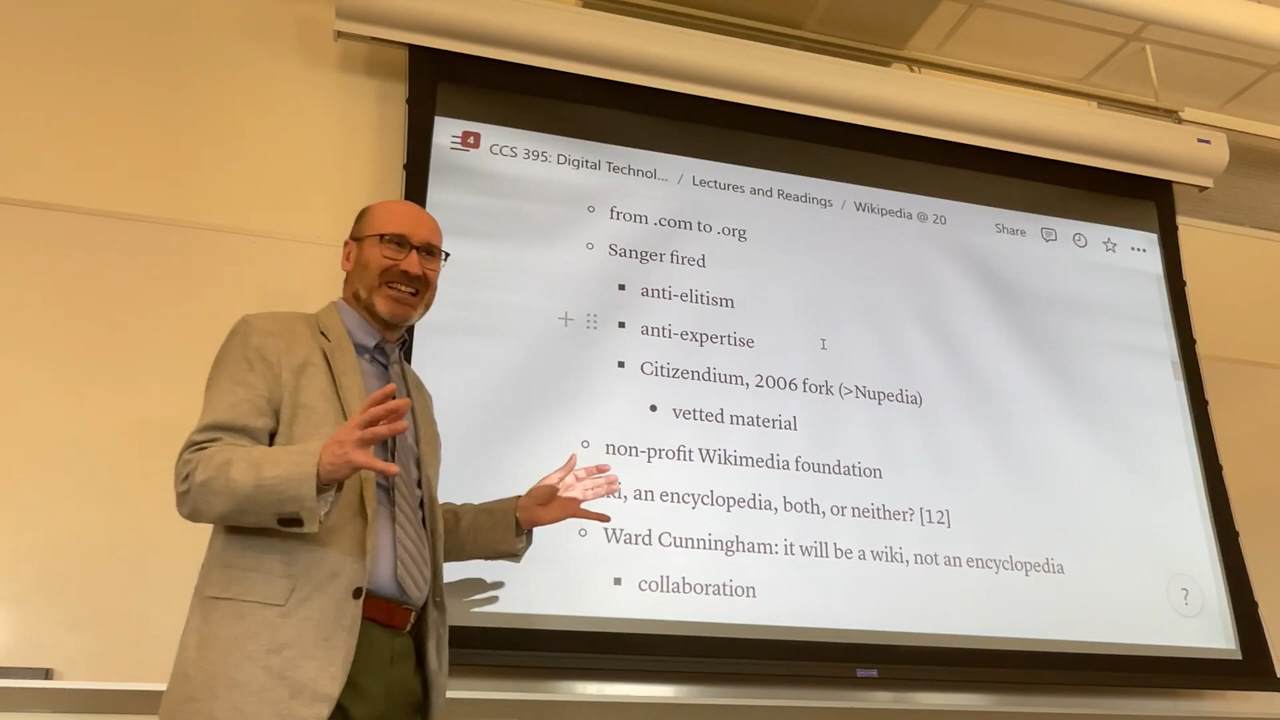 4
CCS 395: Digital Technol... / Lectures and Readings / Wikipedia @ 20
Share
from .com to .org
Sanger fired
anti-elitism
anti-expertise
Citizendium, 2006 fork (>Nupedia)
vetted material
non-profit Wikimedia foundation
ki, an encyclopedia, both, or neither? [12]
Ward Cunningham: it will be a wiki, not an encyclopedia
collaboration
?